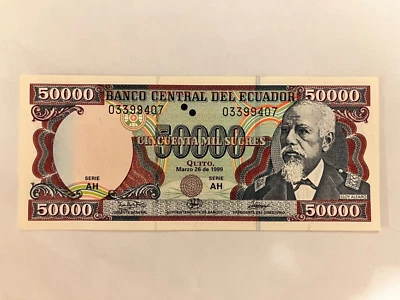 50000 BANCO CENTRAL DEL ECUADOR 50000
03399407 03399407
50000
CINCUENTA MIL SUCRES
QUITO,
Marzo 26 de 1999
SERIE AH
SERIE AH
ELOY ALFARO
50000 50000